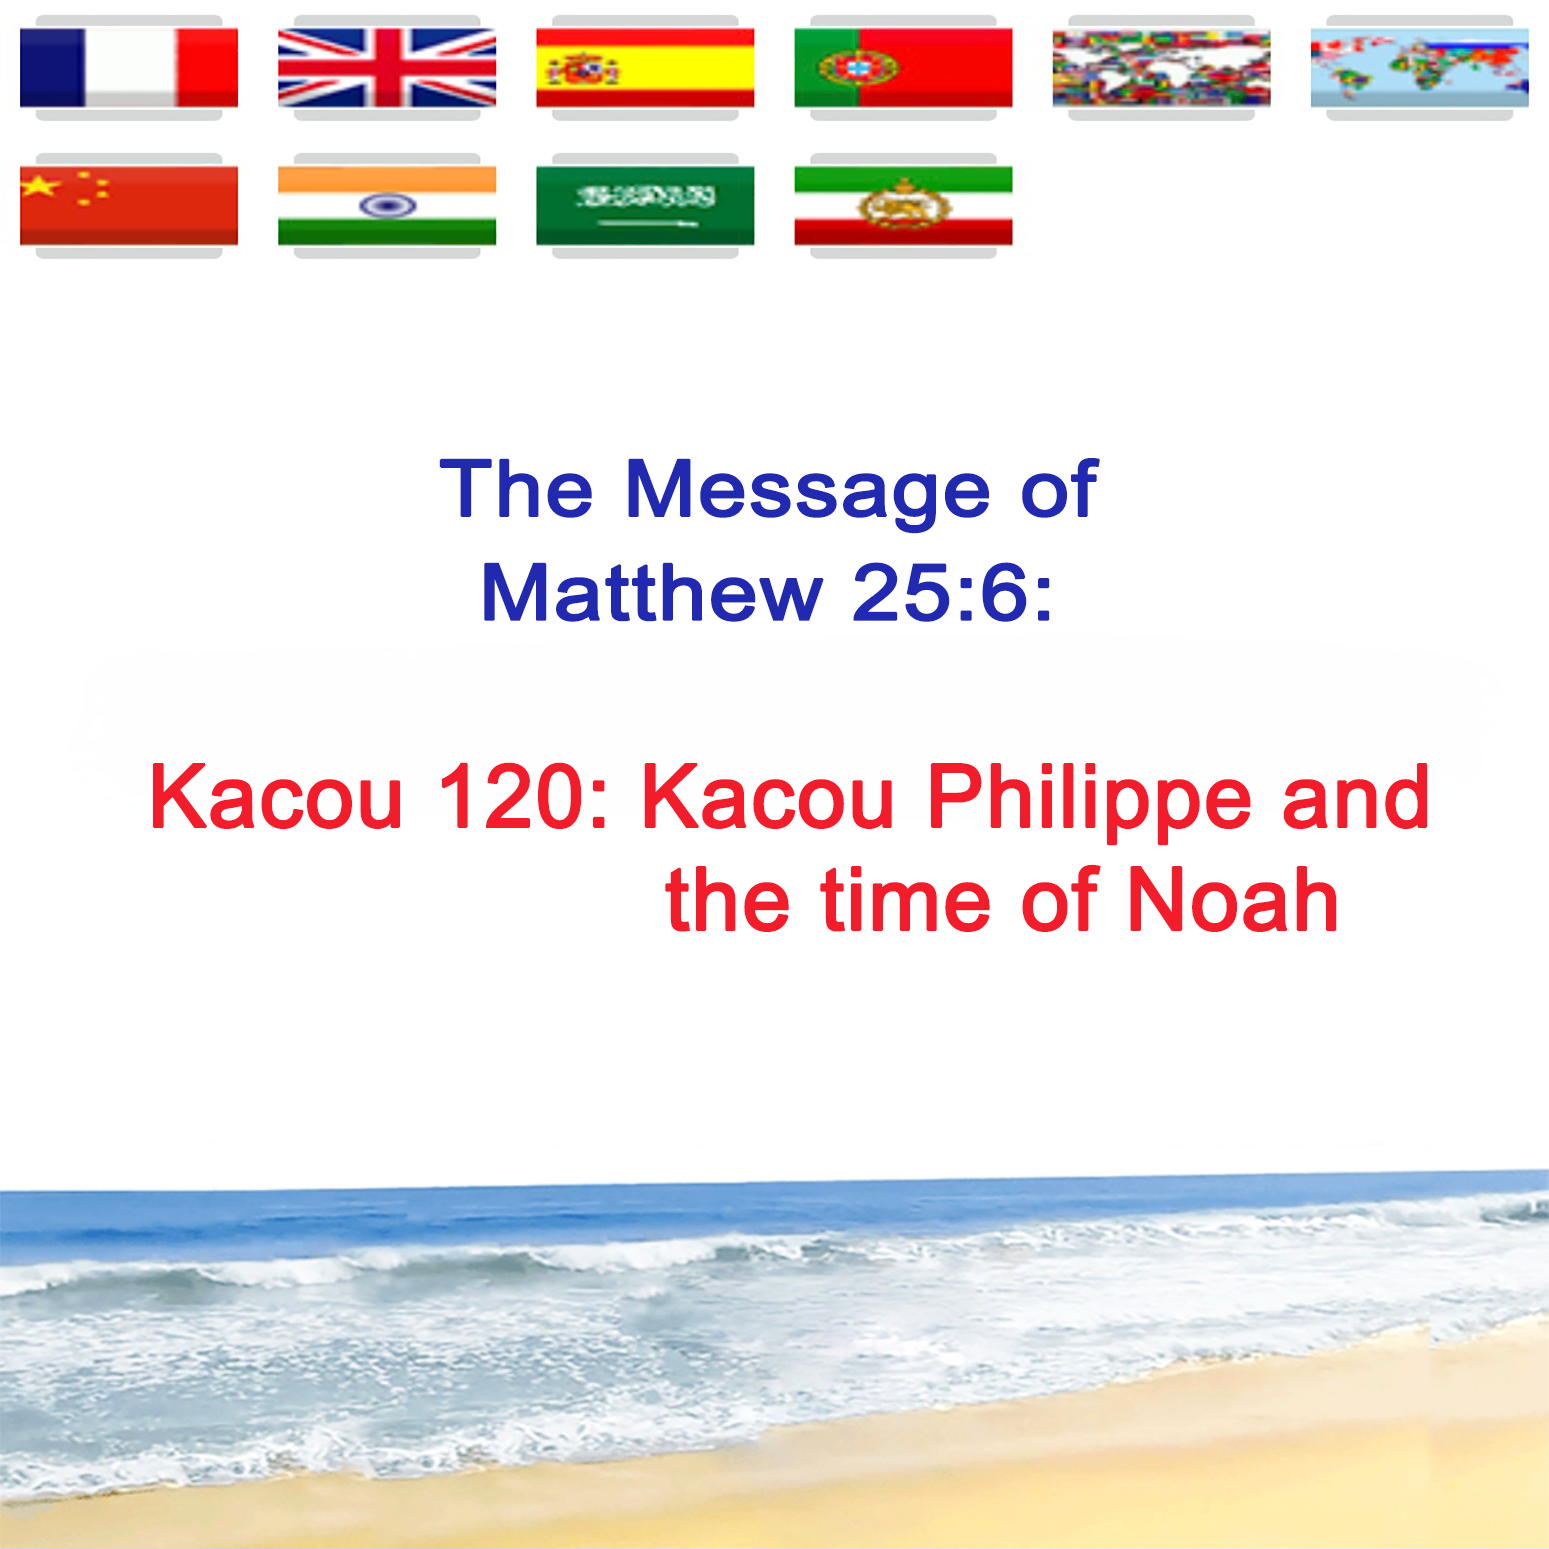 The Message of
Matthew 25:6:
Kacou 120: Kacou Philippe and
the time of Noah